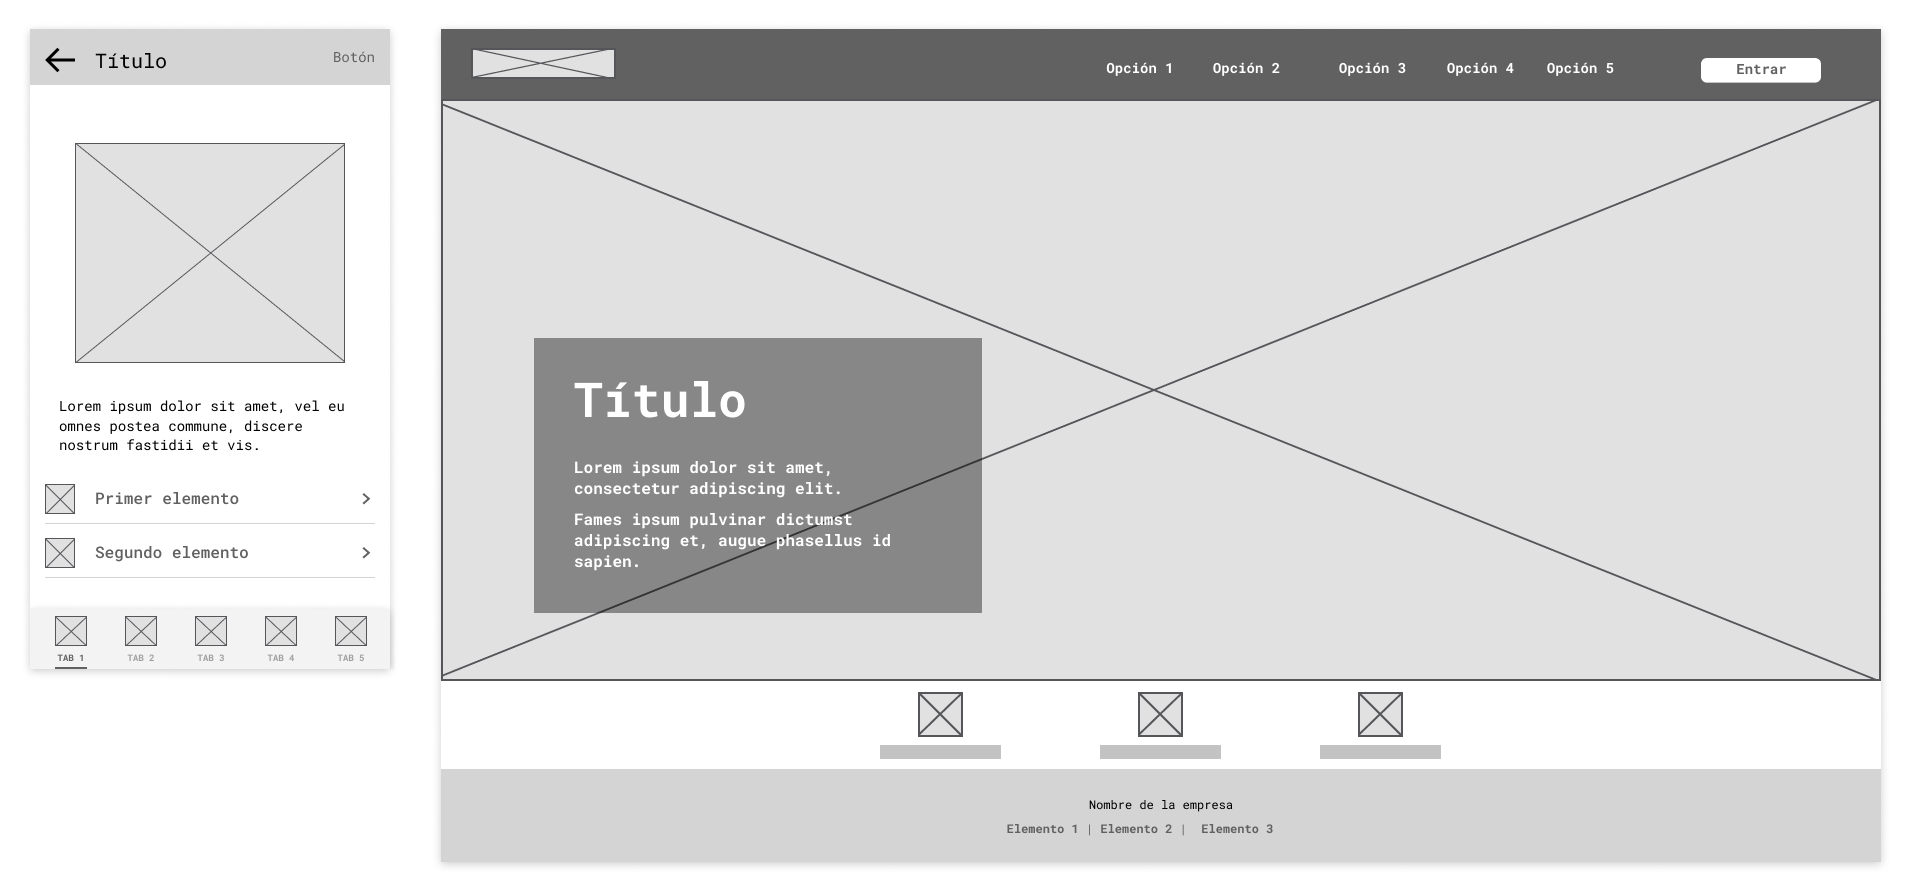 Título
Botón
Lorem ipsum dolor sit amet, vel eu
omnes postea commune, discere
nostrum fastidii et vis.
Primer elemento
Segundo elemento
TAB 1 TAB 2 TAB 3 TAB 4 TAB 5
Opción 1 Opción 2 Opción 3 Opción 4 Opción 5 Entrar
Título
Lorem ipsum dolor sit amet,
consectetur adipiscing elit.
Fames ipsum pulvinar dictumst
adipiscing et, augue phasellus id
sapien.
Nombre de la empresa
Elemento 1 | Elemento 2 | Elemento 3